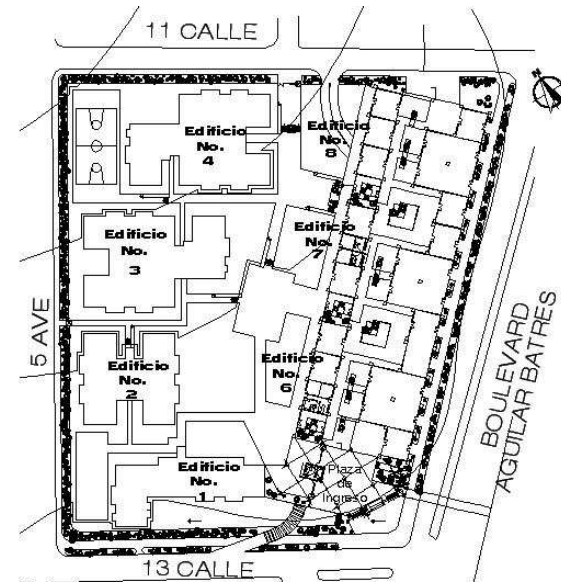 11 CALLE
N
Edificio
No.
4
Edificio
No.
8
Edificio
No.
3
Edificio
No.
7
5 AVE
Edificio
No.
2
Edificio
No.
6
BOULEVARD
AGUILAR BATRES
Edificio
No.
1
Plaza
de
Ingreso
13 CALLE